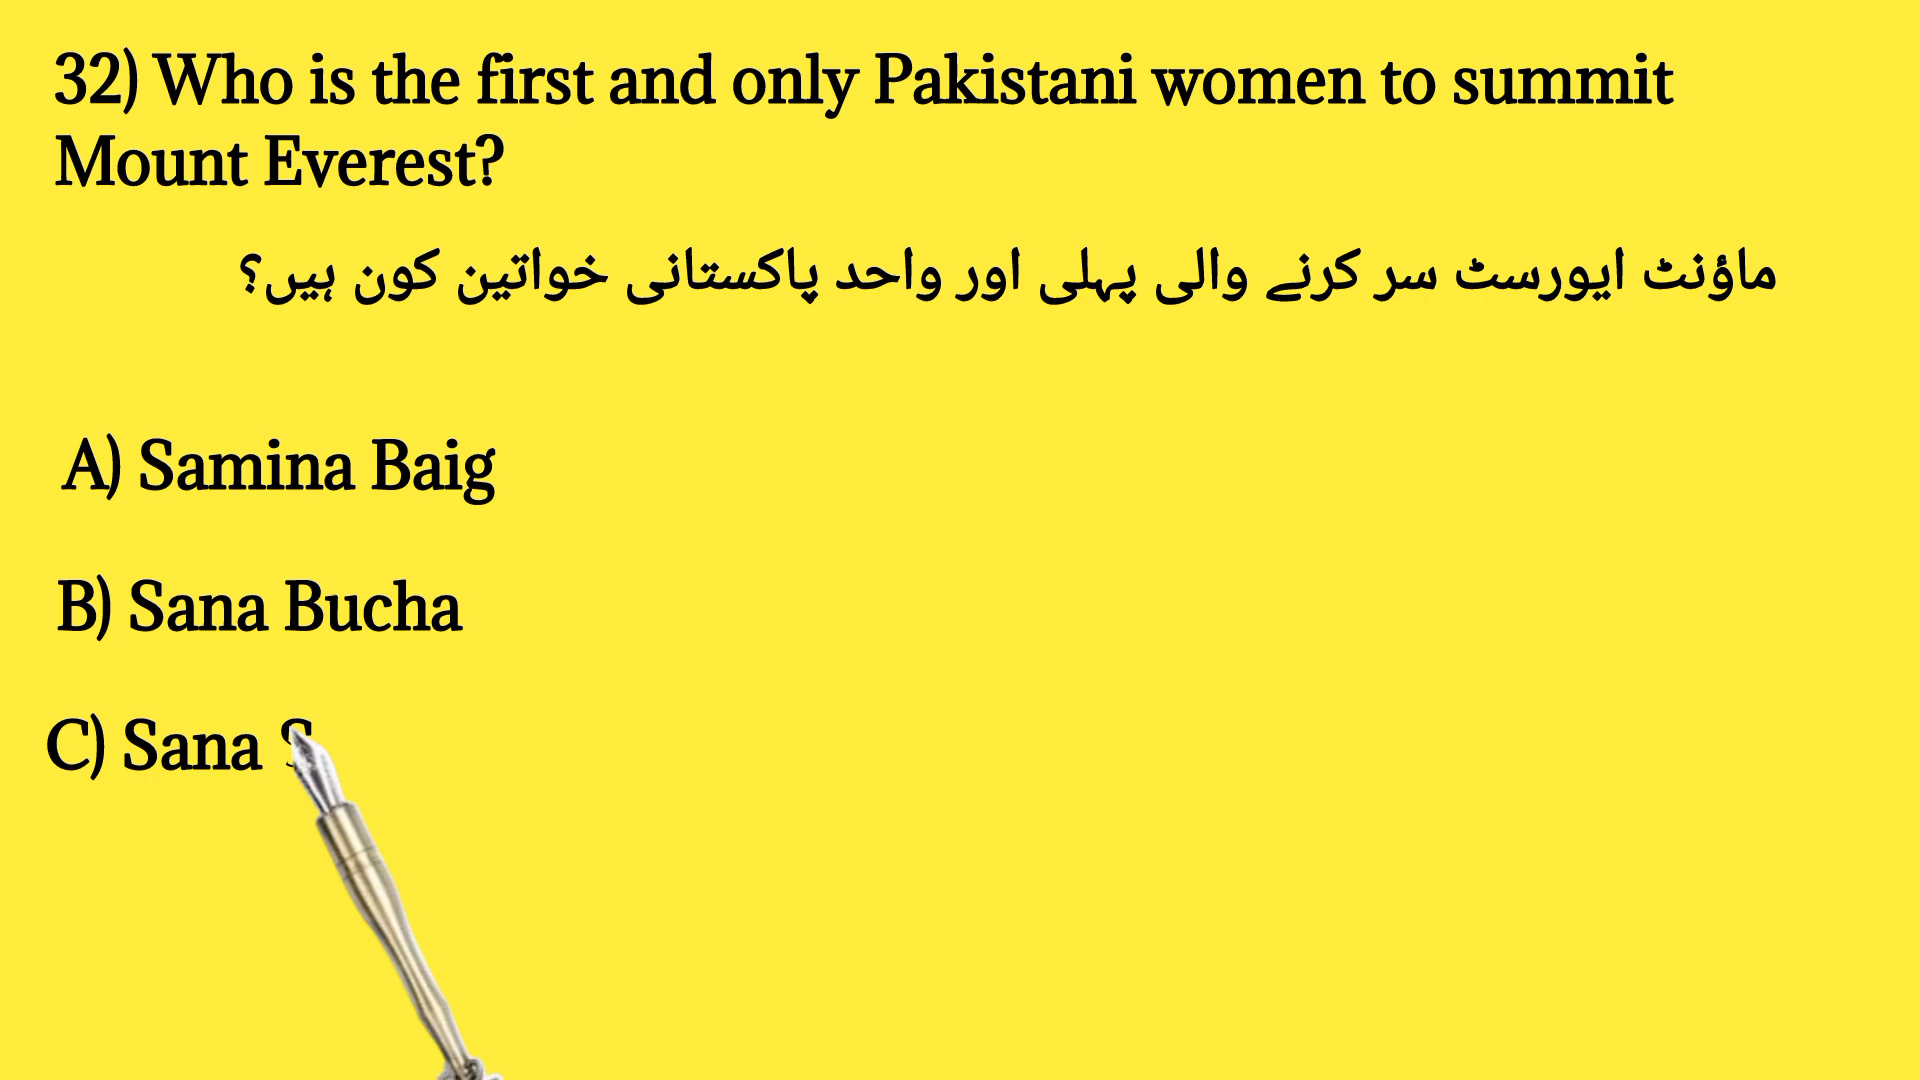 32) Who is the first and only Pakistani women to summit
Mount Everest?
ماؤنٹ ایورسٹ سر کرنے والی پہلی اور واحد پاکستانی خواتین کون ہیں؟
A) Samina Baig
B) Sana Bucha
C) Sana